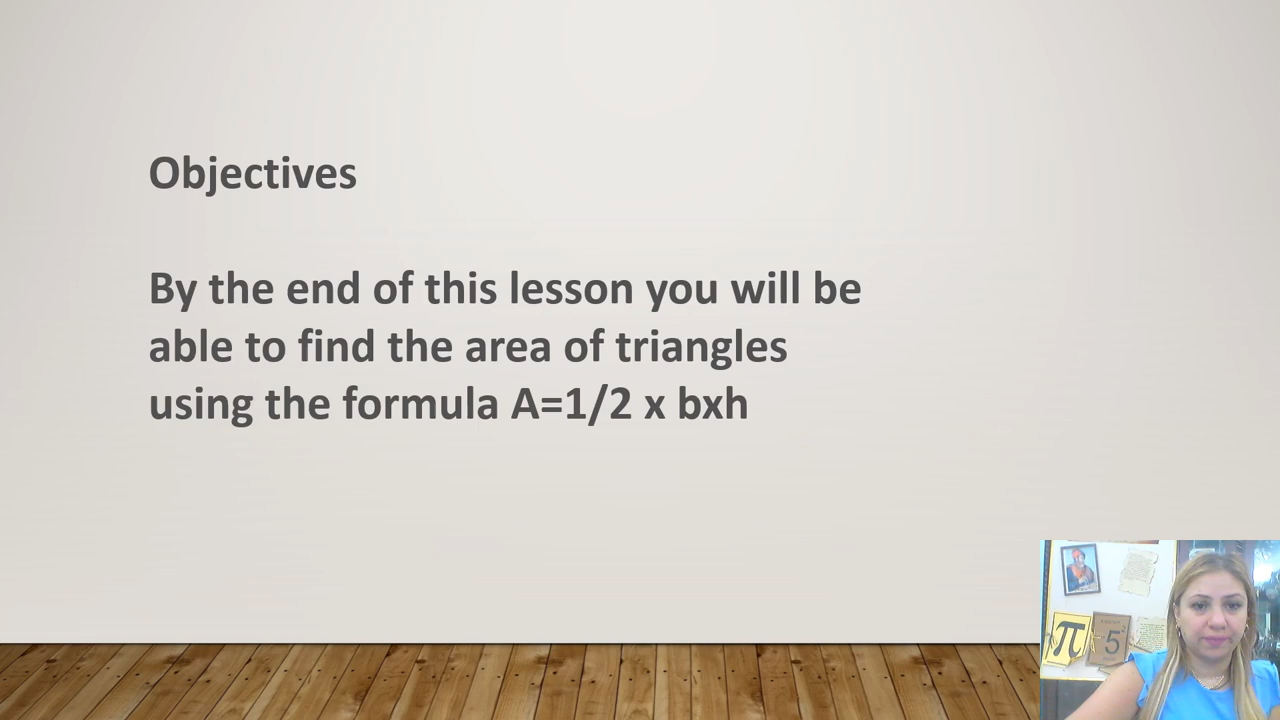 Objectives
By the end of this lesson you will be
able to find the area of triangles
using the formula A=1/2 x bxh
π
5